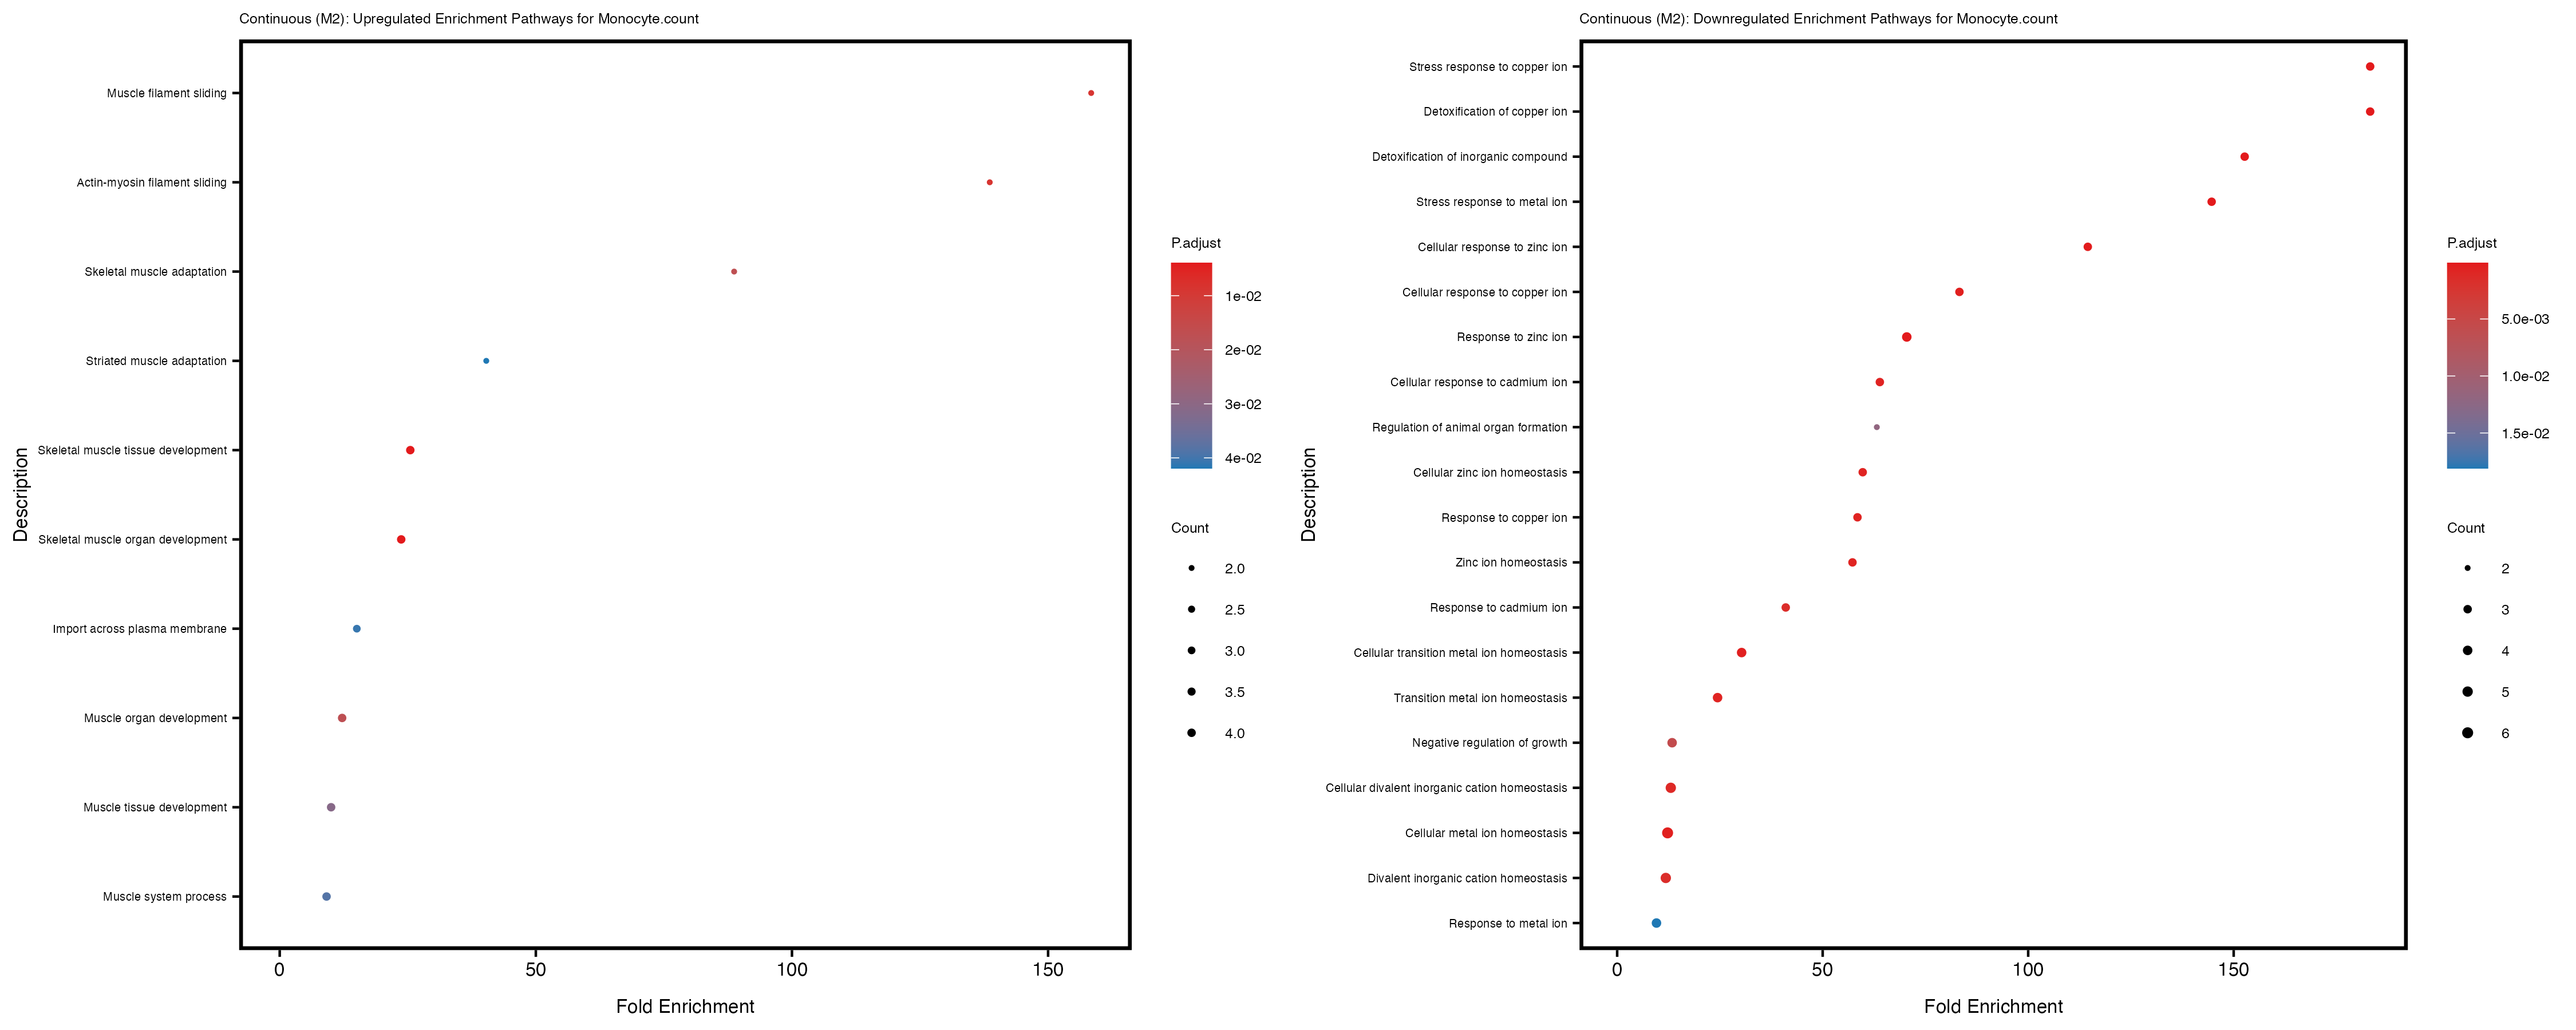 Continuous (M2): Upregulated Enrichment Pathways for Monocyte.count
Description
Muscle filament sliding
Actin-myosin filament sliding
Skeletal muscle adaptation
Striated muscle adaptation
Skeletal muscle tissue development
Skeletal muscle organ development
Import across plasma membrane
Muscle organ development
Muscle tissue development
Muscle system process
0 50 100 150
Fold Enrichment
P.adjust
1e-02
2e-02
3e-02
4e-02
Count
2.0
2.5
3.0
3.5
4.0
Continuous (M2): Downregulated Enrichment Pathways for Monocyte.count
Description
Stress response to copper ion
Detoxification of copper ion
Detoxification of inorganic compound
Stress response to metal ion
Cellular response to zinc ion
Cellular response to copper ion
Response to zinc ion
Cellular response to cadmium ion
Regulation of animal organ formation
Cellular zinc ion homeostasis
Response to copper ion
Zinc ion homeostasis
Response to cadmium ion
Cellular transition metal ion homeostasis
Transition metal ion homeostasis
Negative regulation of growth
Cellular divalent inorganic cation homeostasis
Cellular metal ion homeostasis
Divalent inorganic cation homeostasis
Response to metal ion
0 50 100 150
Fold Enrichment
P.adjust
5.0e-03
1.0e-02
1.5e-02
Count
2
3
4
5
6